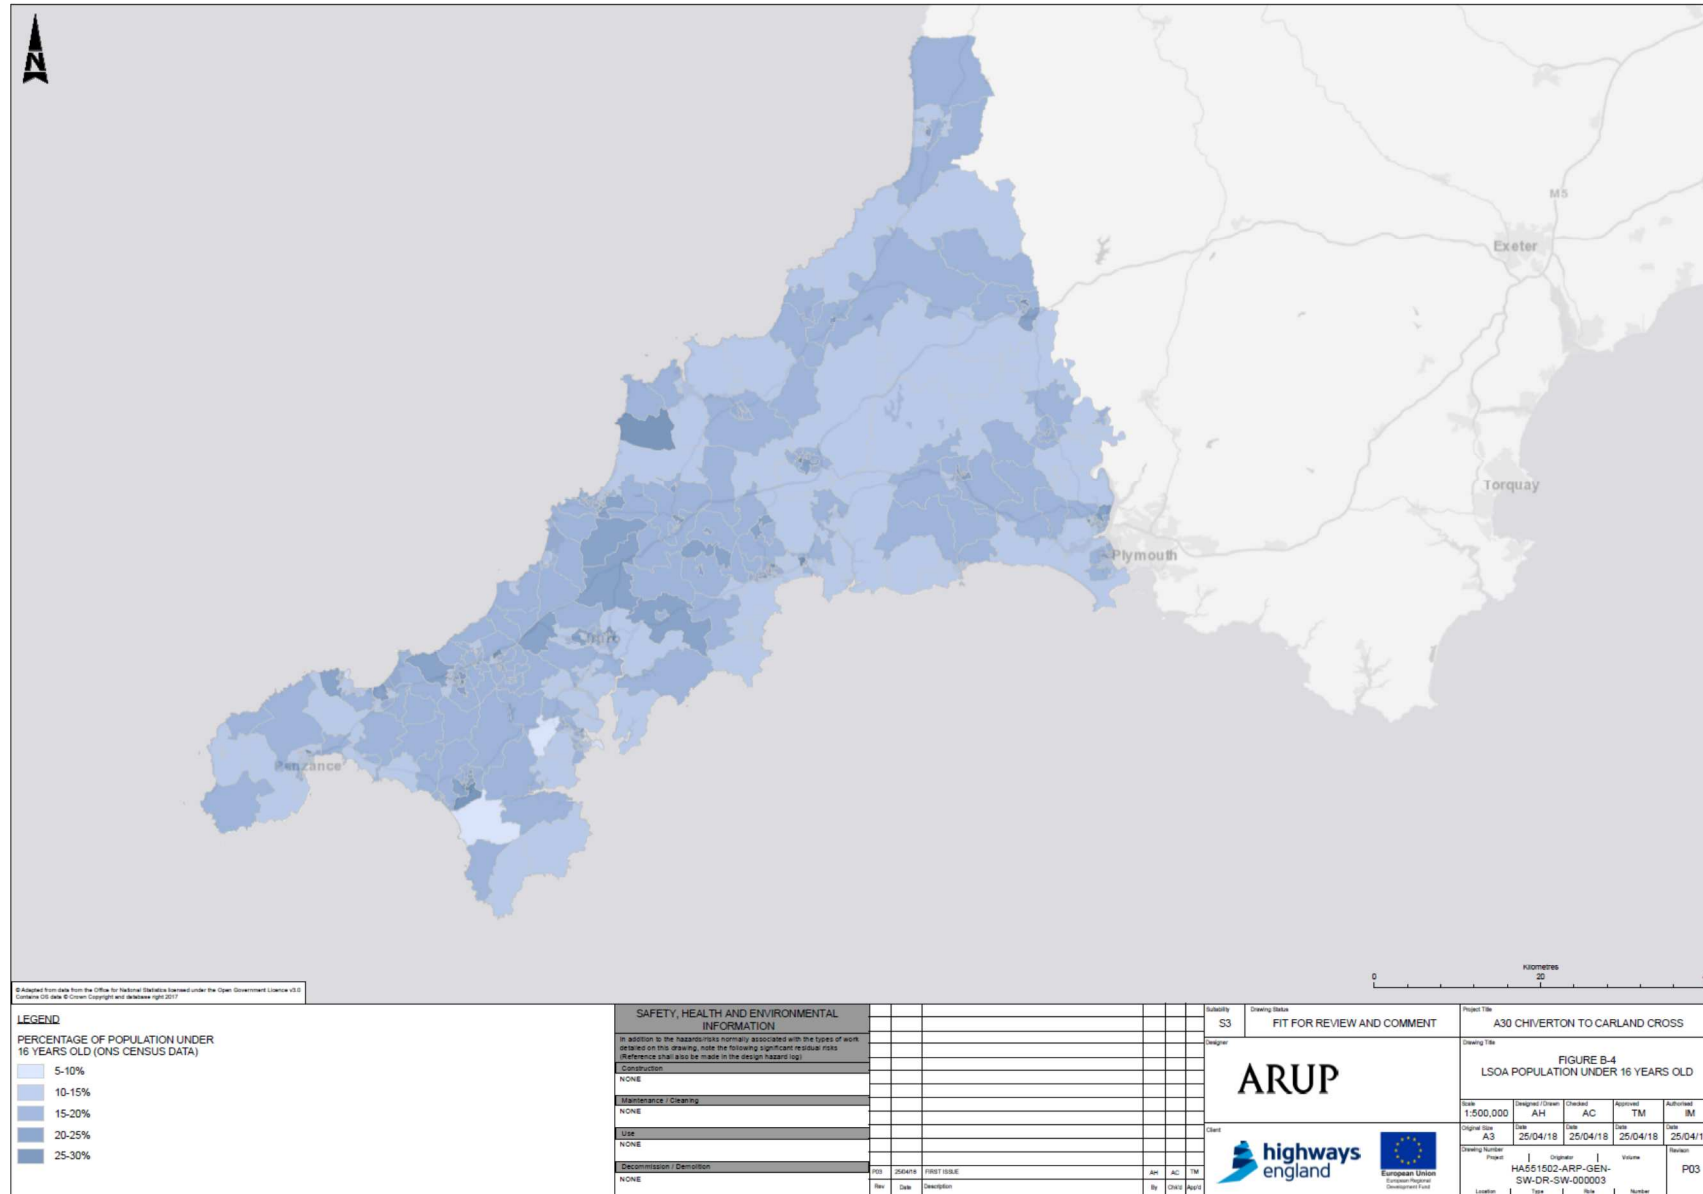 N
M5
Exeter
Torquay
Plymouth
Truro
Penzance
Kilometres
0 20
© Adapted from data from the Office for National Statistics licensed under the Open Government Licence v3.0
Contains OS data © Crown Copyright and database right 2017
LEGEND
PERCENTAGE OF POPULATION UNDER
16 YEARS OLD (ONS CENSUS DATA)
5-10%
10-15%
15-20%
20-25%
25-30%
SAFETY, HEALTH AND ENVIRONMENTAL
INFORMATION
In addition to the hazards/risks normally associated with the types of work
detailed on this drawing, note the following significant residual risks
(Reference shall also be made in the design hazard log)
Construction
NONE
Maintenance / Cleaning
NONE
Use
NONE
Decommission / Demolition
NONE
P03 25/04/18 FIRST ISSUE AH AC TM
Rev Date Description By Chk'd App'd
Suitability
S3
Drawing Status
FIT FOR REVIEW AND COMMENT
Designer
ARUP
Client
highways
england
European Union
European Regional
Development Fund
Project Title
A30 CHIVERTON TO CARLAND CROSS
Drawing Title
FIGURE B-4
LSOA POPULATION UNDER 16 YEARS OLD
Scale Designed / Drawn Checked Approved Authorised
1:500,000 AH AC TM IM
Original Size Date Date Date Date
A3 25/04/18 25/04/18 25/04/18 25/04/1
Drawing Number Revision
Project Originator Volume
HA551502-ARP-GEN-
SW-DR-SW-000003
P03
Location Type Role Number